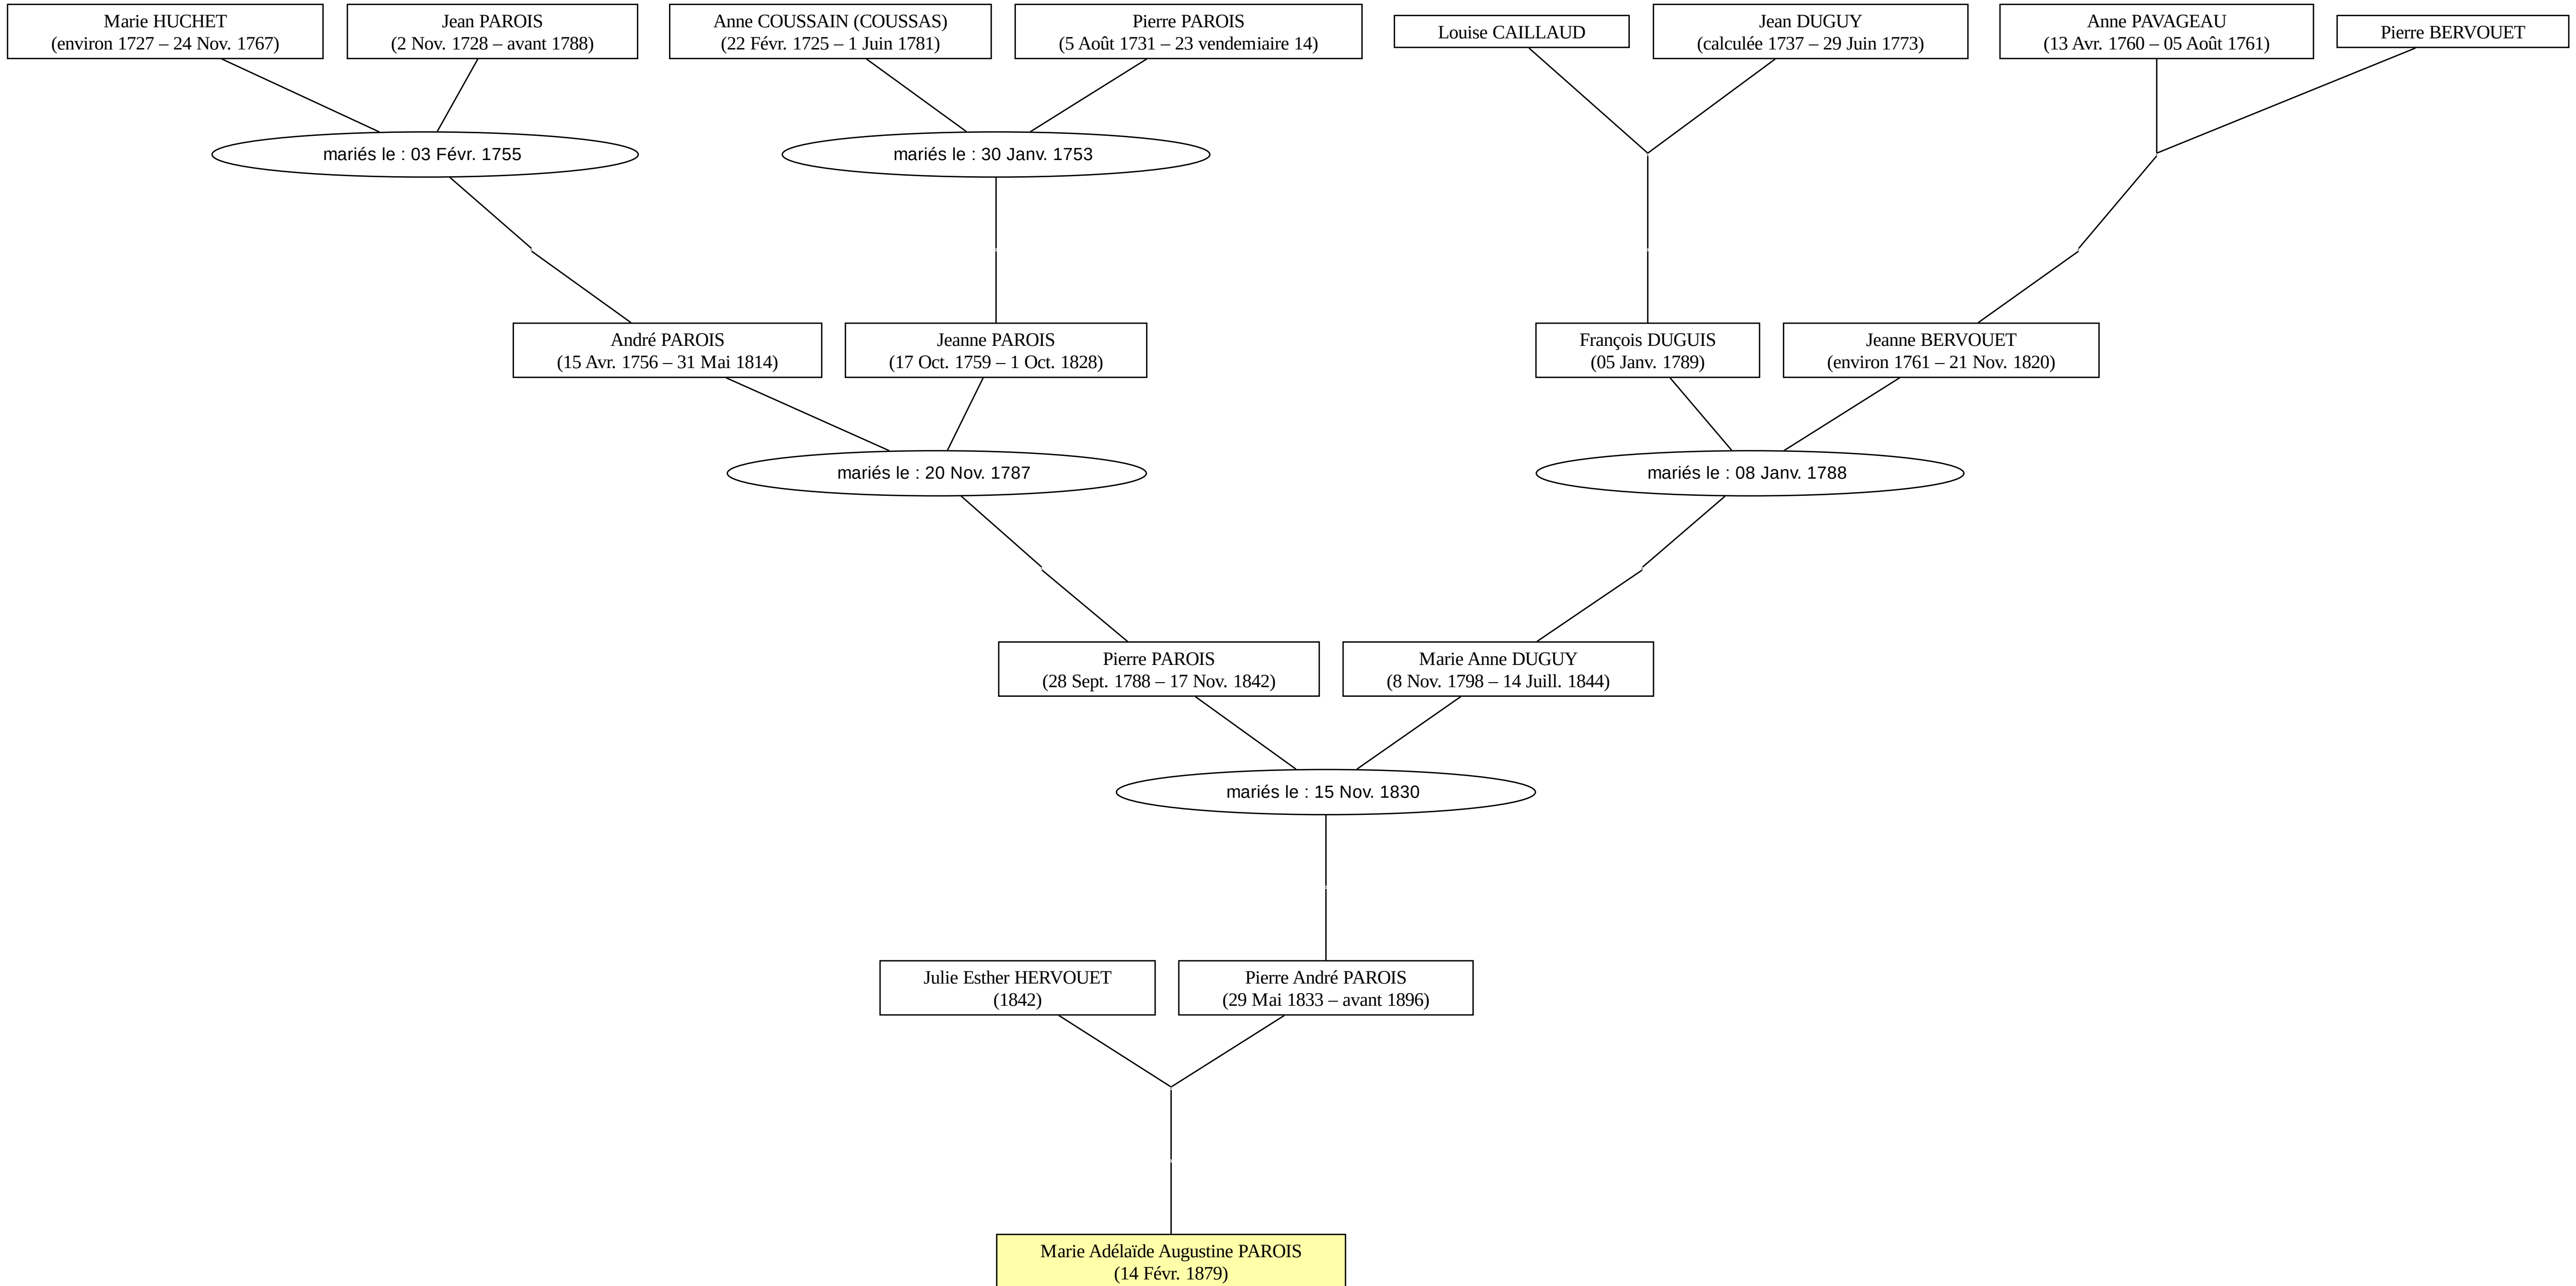 Marie HUCHET
(environ 1727 – 24 Nov. 1767)
Jean PAROIS
(2 Nov. 1728 – avant 1788)
Anne COUSSAIN (COUSSAS)
(22 Févr. 1725 – 1 Juin 1781)
Pierre PAROIS
(5 Août 1731 – 23 vendemiaire 14)
Louise CAILLAUD
Jean DUGUY
(calculée 1737 – 29 Juin 1773)
Anne PAVAGEAU
(13 Avr. 1760 – 05 Août 1761)
Pierre BERVOUET
mariés le : 03 Févr. 1755
mariés le : 30 Janv. 1753
André PAROIS
(15 Avr. 1756 – 31 Mai 1814)
Jeanne PAROIS
(17 Oct. 1759 – 1 Oct. 1828)
François DUGUIS
(05 Janv. 1789)
Jeanne BERVOUET
(environ 1761 – 21 Nov. 1820)
mariés le : 20 Nov. 1787
mariés le : 08 Janv. 1788
Pierre PAROIS
(28 Sept. 1788 – 17 Nov. 1842)
Marie Anne DUGUY
(8 Nov. 1798 – 14 Juill. 1844)
mariés le : 15 Nov. 1830
Julie Esther HERVOUET
(1842)
Pierre André PAROIS
(29 Mai 1833 – avant 1896)
Marie Adélaïde Augustine PAROIS
(14 Févr. 1879)